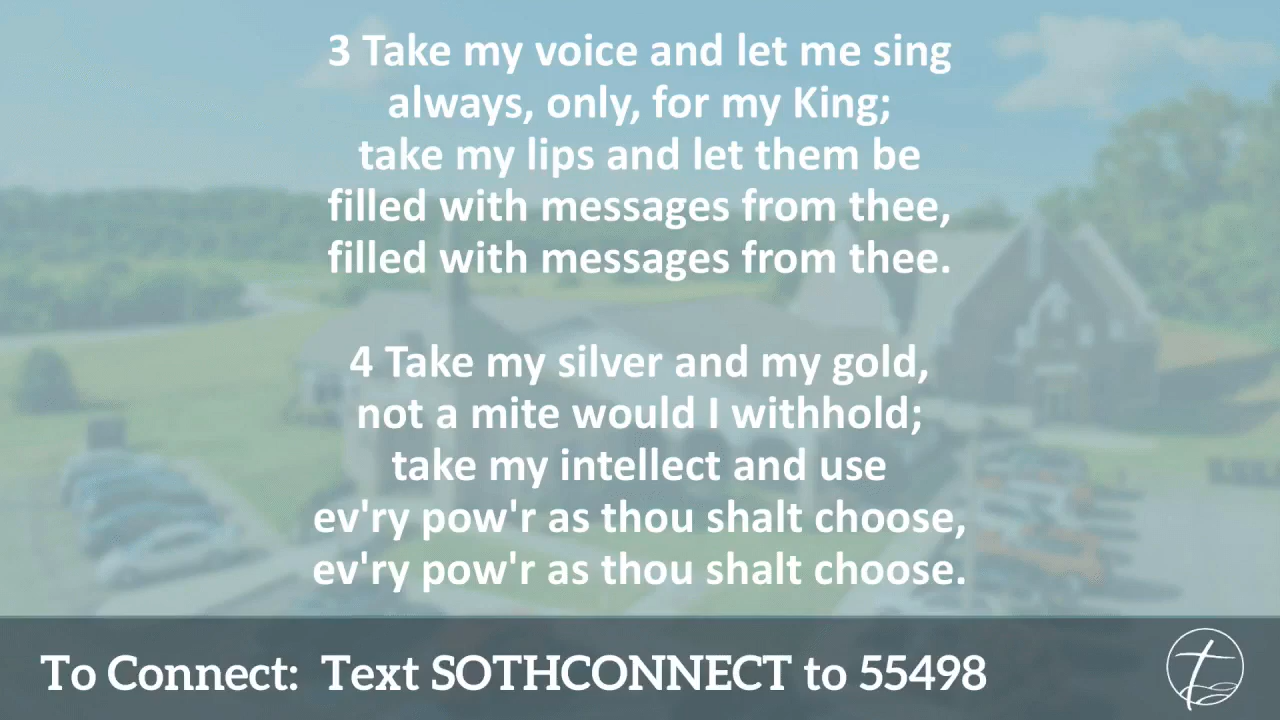 3 Take my voice and let me sing
always, only, for my King;
take my lips and let them be
filled with messages from thee,
filled with messages from thee.
4 Take my silver and my gold,
not a mite would I withhold;
take my intellect and use
ev'ry pow'r as thou shalt choose,
ev'ry pow'r as thou shalt choose.
To Connect: Text SOTHCONNECT to 55498